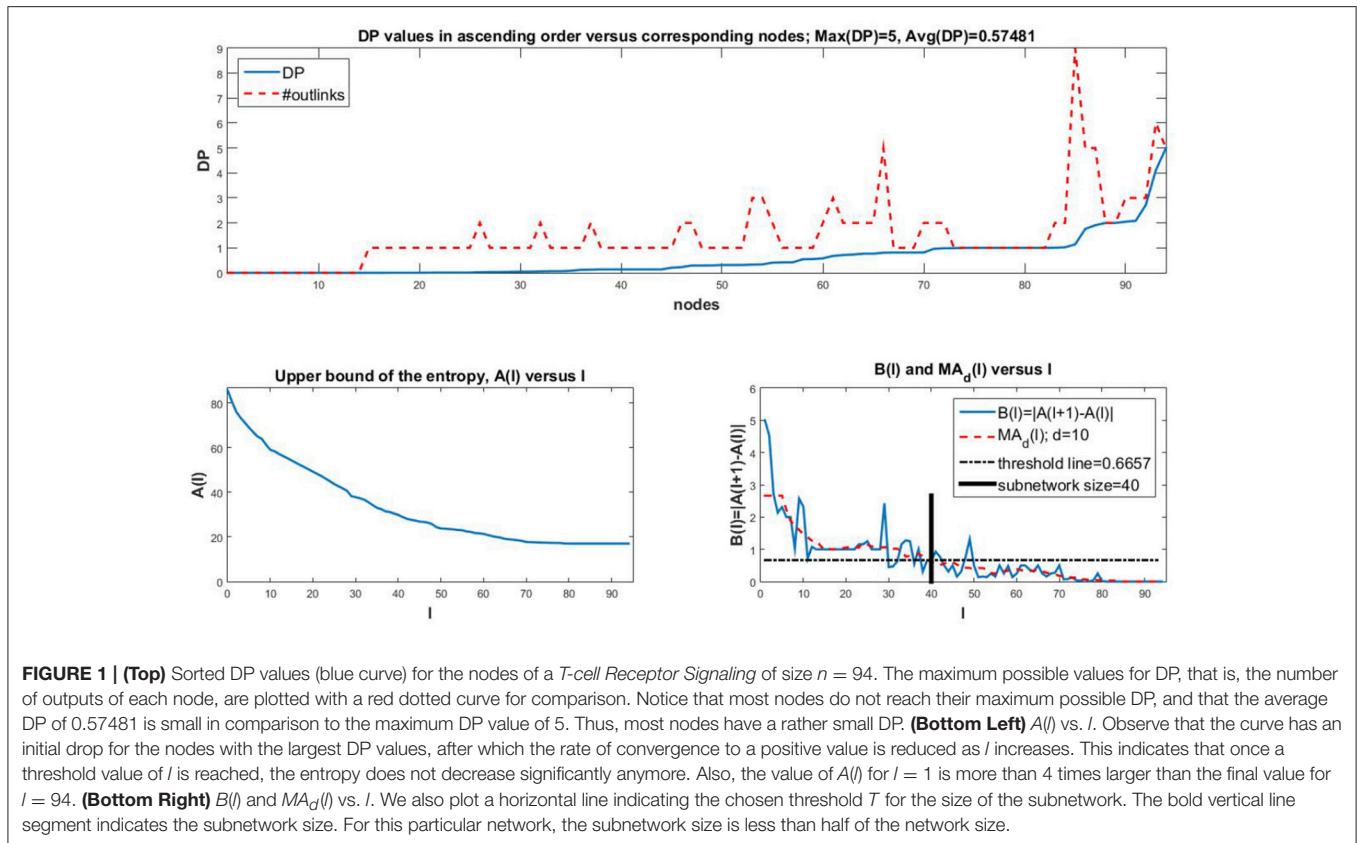 DP values in ascending order versus corresponding nodes; Max(DP)=5, Avg(DP)=0.57481
9
8
7
6
5
4
3
2
1
0
DP
DP
#outlinks
10 20 30 40 50 60 70 80 90
nodes
Upper bound of the entropy, A(l) versus l
80
60
40
20
0
A(l)
0 10 20 30 40 50 60 70 80 90
l
B(l) and MA_d(l) versus l
6
5
4
3
2
1
0
B(l)=|A(l+1)-A(l)|
B(l)=|A(l+1)-A(l)|
MA_d(l); d=10
threshold line=0.6657
subnetwork size=40
0 10 20 30 40 50 60 70 80 90
l
FIGURE 1 | (Top) Sorted DP values (blue curve) for the nodes of a T-cell Receptor Signaling of size n = 94. The maximum possible values for DP, that is, the number
of outputs of each node, are plotted with a red dotted curve for comparison. Notice that most nodes do not reach their maximum possible DP, and that the average
DP of 0.57481 is small in comparison to the maximum DP value of 5. Thus, most nodes have a rather small DP. (Bottom Left) A(l) vs. l. Observe that the curve has an
initial drop for the nodes with the largest DP values, after which the rate of convergence to a positive value is reduced as l increases. This indicates that once a
threshold value of l is reached, the entropy does not decrease significantly anymore. Also, the value of A(l) for l = 1 is more than 4 times larger than the final value for
l = 94. (Bottom Right) B(l) and MA_d(l) vs. l. We also plot a horizontal line indicating the chosen threshold T for the size of the subnetwork. The bold vertical line
segment indicates the subnetwork size. For this particular network, the subnetwork size is less than half of the network size.